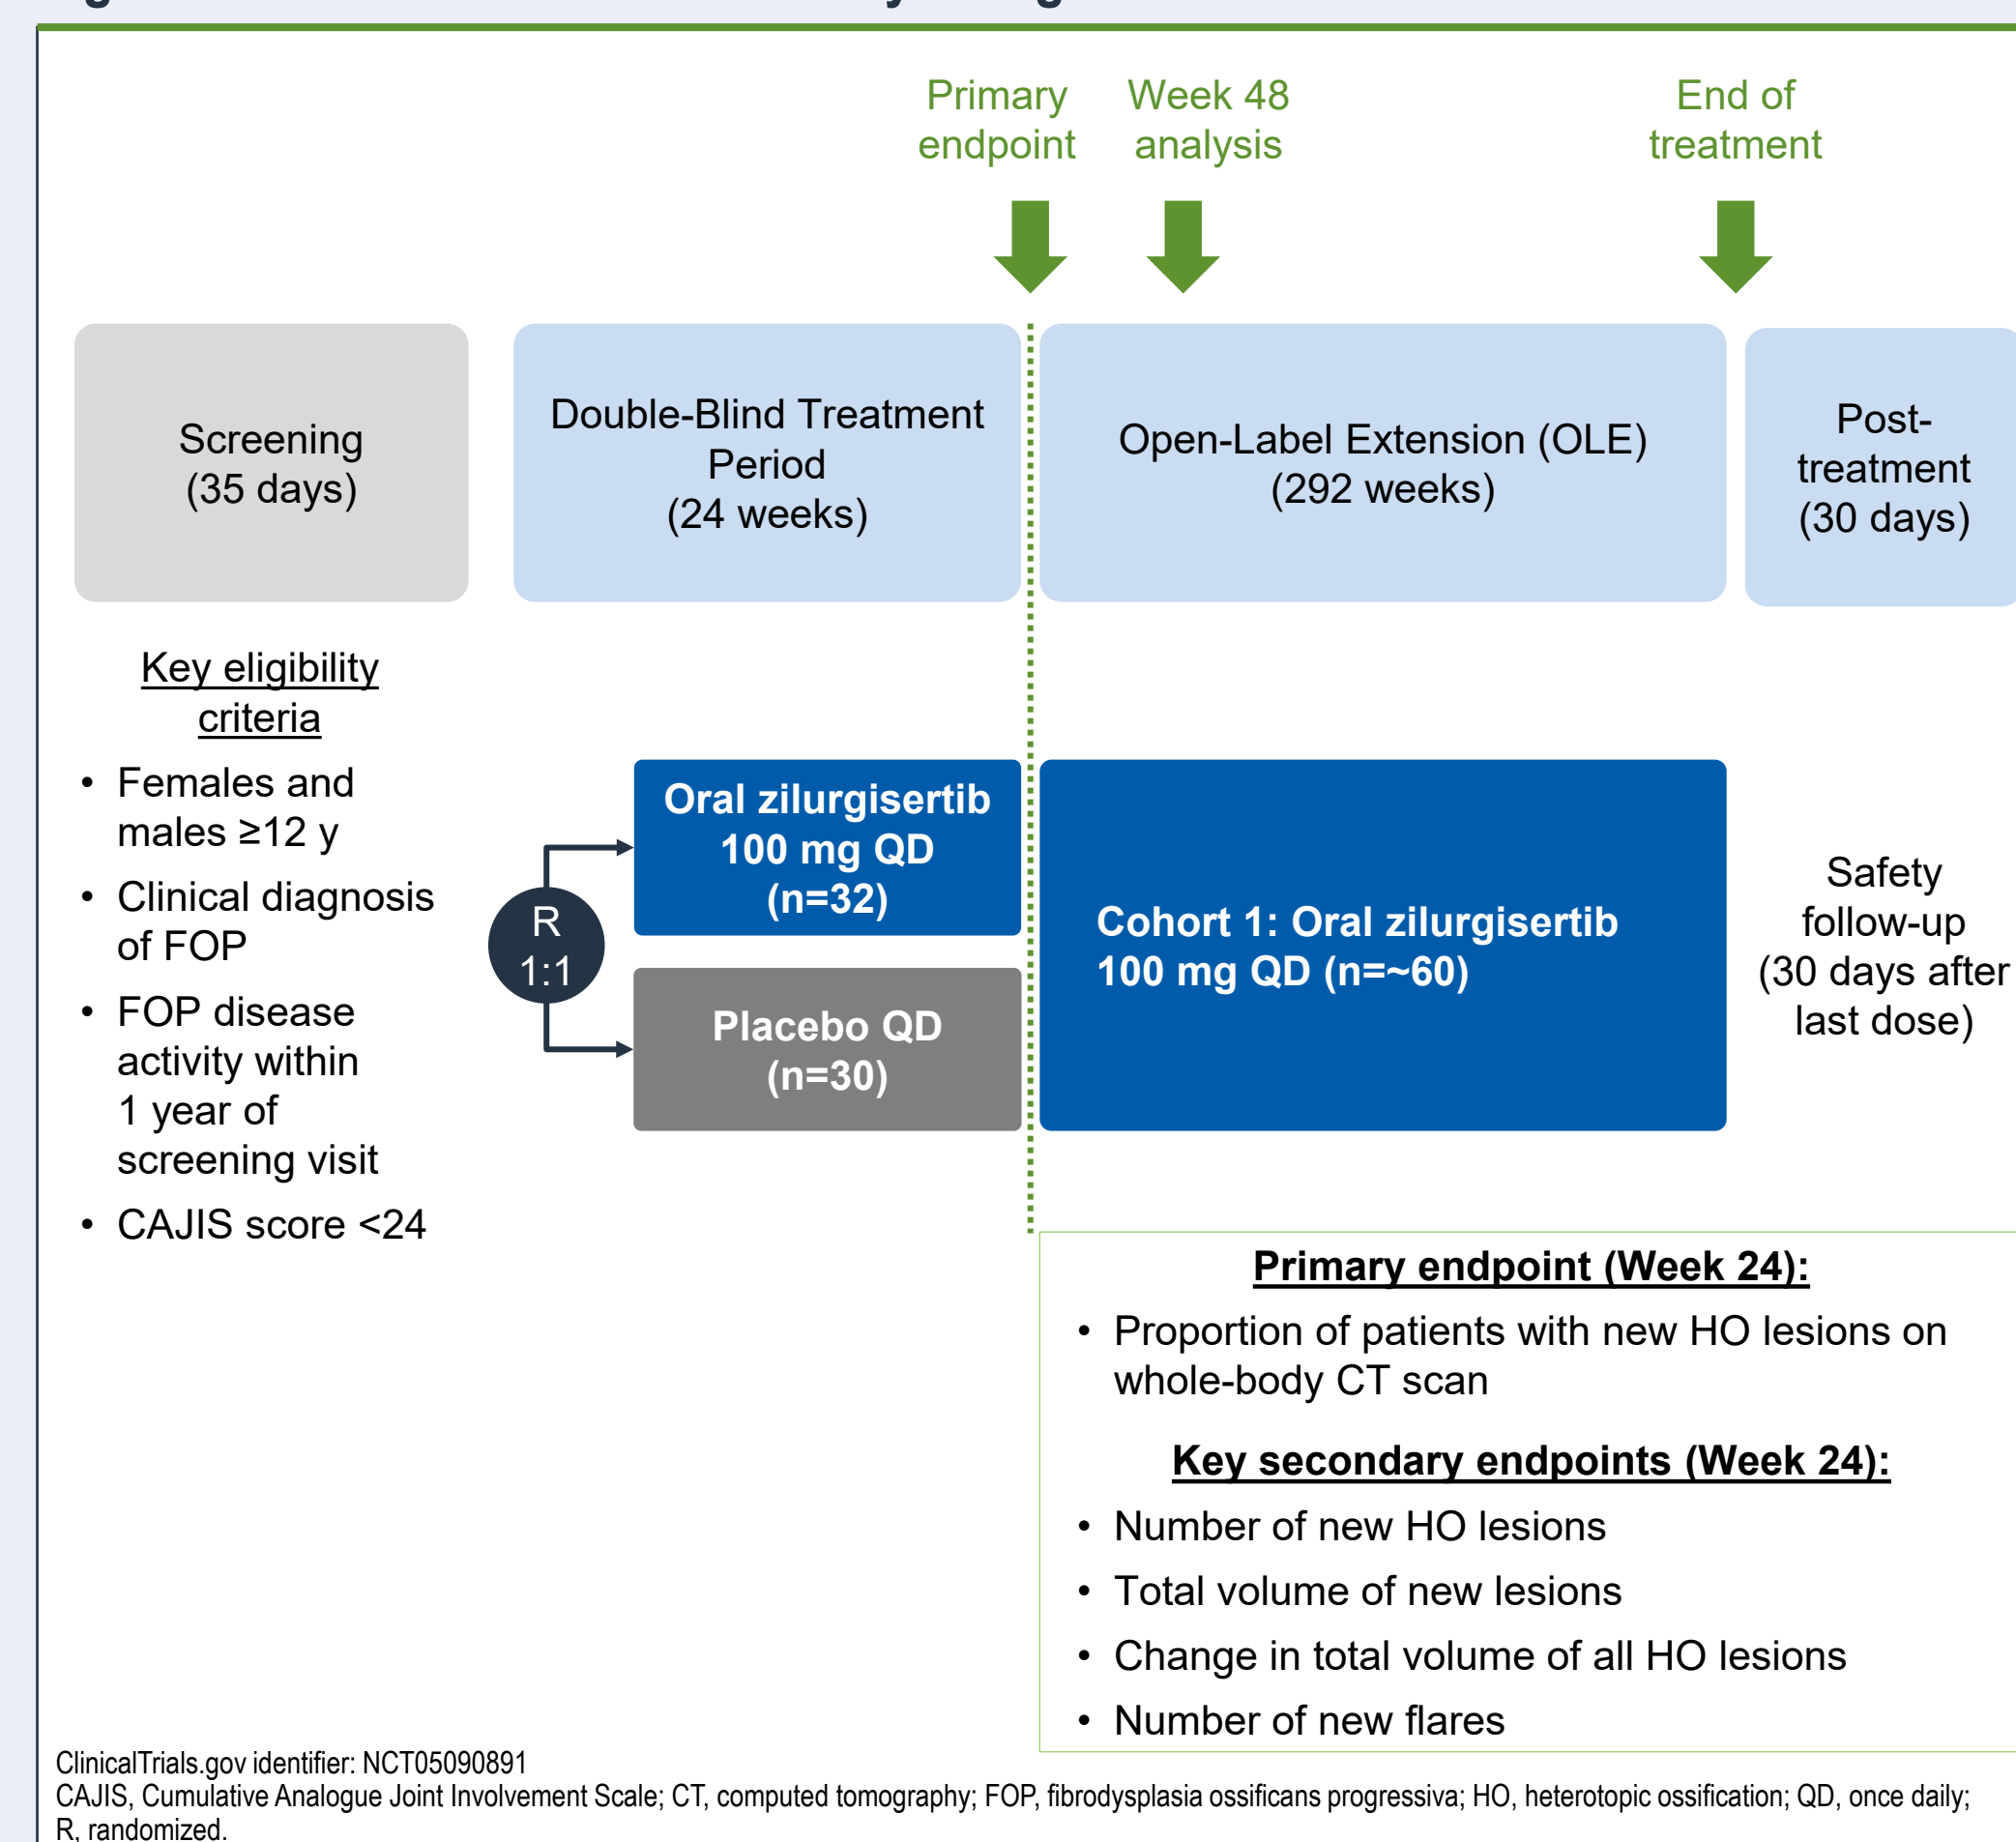 Primary
endpoint
Week 48
analysis
End of
treatment
Screening
(35 days)
Double-Blind Treatment
Period
(24 weeks)
Open-Label Extension (OLE)
(292 weeks)
Post-
treatment
(30 days)
Key eligibility
criteria
• Females and
males ≥12 y
• Clinical diagnosis
of FOP
• FOP disease
activity within
1 year of
screening visit
• CAJIS score <24
R
1:1
Oral zilurgisertib
100 mg QD
(n=32)
Placebo QD
(n=30)
Cohort 1: Oral zilurgisertib
100 mg QD (n=~60)
Safety
follow-up
(30 days after
last dose)
Primary endpoint (Week 24):
• Proportion of patients with new HO lesions on
whole-body CT scan
Key secondary endpoints (Week 24):
• Number of new HO lesions
• Total volume of new lesions
• Change in total volume of all HO lesions
• Number of new flares
ClinicalTrials.gov identifier: NCT05090891
CAJIS, Cumulative Analogue Joint Involvement Scale; CT, computed tomography; FOP, fibrodysplasia ossificans progressiva; HO, heterotopic ossification; QD, once daily;
R, randomized.